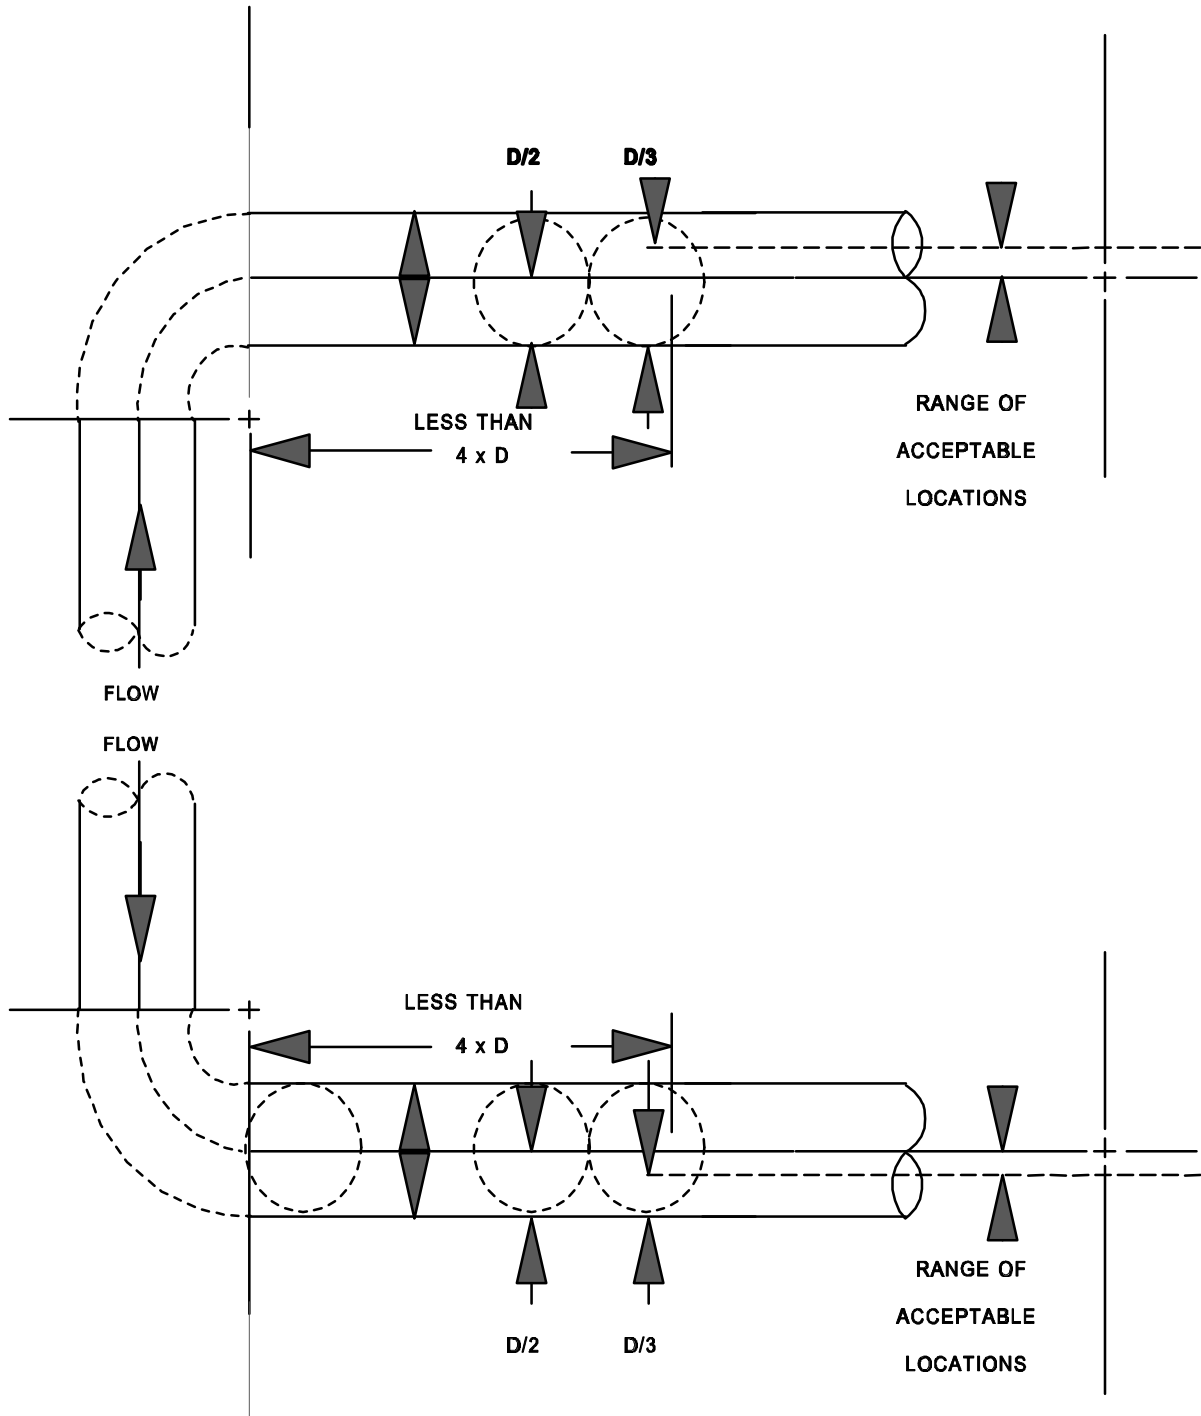 D/2 D/3
LESS THAN
4 x D
RANGE OF
ACCEPTABLE
LOCATIONS
FLOW
FLOW
LESS THAN
4 x D
RANGE OF
ACCEPTABLE
LOCATIONS
D/2 D/3